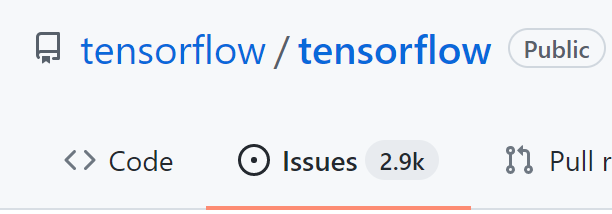 tensorflow / tensorflow Public
Code Issues 2.9k Pull r